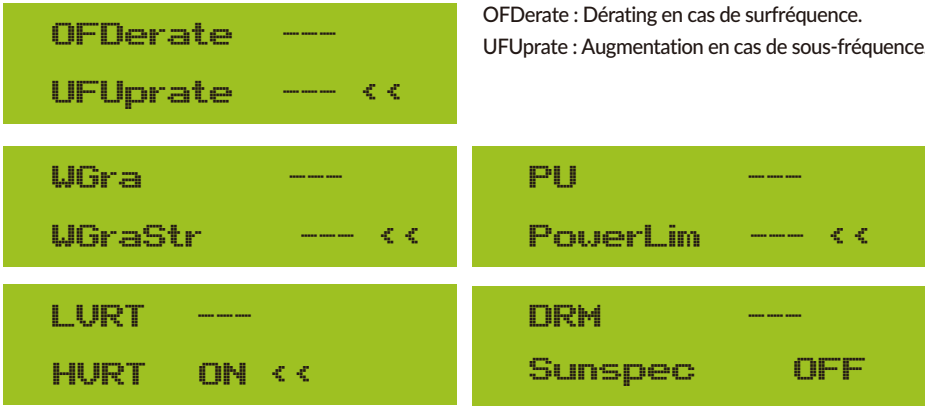 OFDerate ---
UFUprate --- <<
OFDerate : Dérating en cas de surfréquence.
UFUprate : Augmentation en cas de sous-fréquence.
WGra ---
WGraStr --- <<
PU ---
PowerLim --- <<
LVRT ---
HVRT ON <<
DRM ---
Sunspec OFF